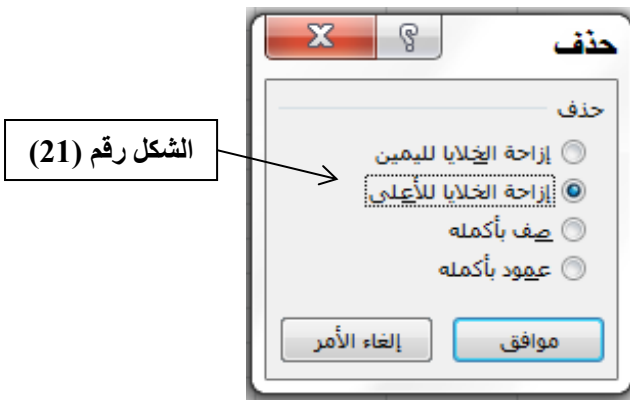 حذف
حذف
إزاحة الخلايا لليمين
إزاحة الخلايا للأعلى
صف بأكمله
عمود بأكمله
موافق
إلغاء الأمر
الشكل رقم (21)